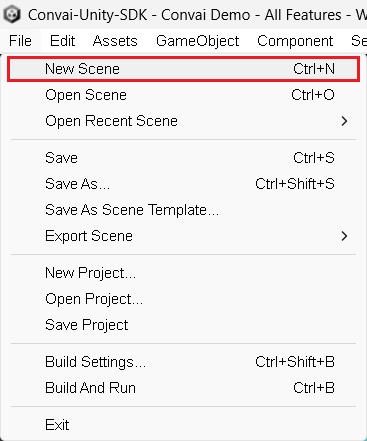 Convai-Unity-SDK - Convai Demo - All Features - W
File Edit Assets GameObject Component Se
New Scene Ctrl+N
Open Scene Ctrl+O
Open Recent Scene
Save Ctrl+S
Save As... Ctrl+Shift+S
Save As Scene Template...
Export Scene
New Project...
Open Project...
Save Project
Build Settings... Ctrl+Shift+B
Build And Run Ctrl+B
Exit